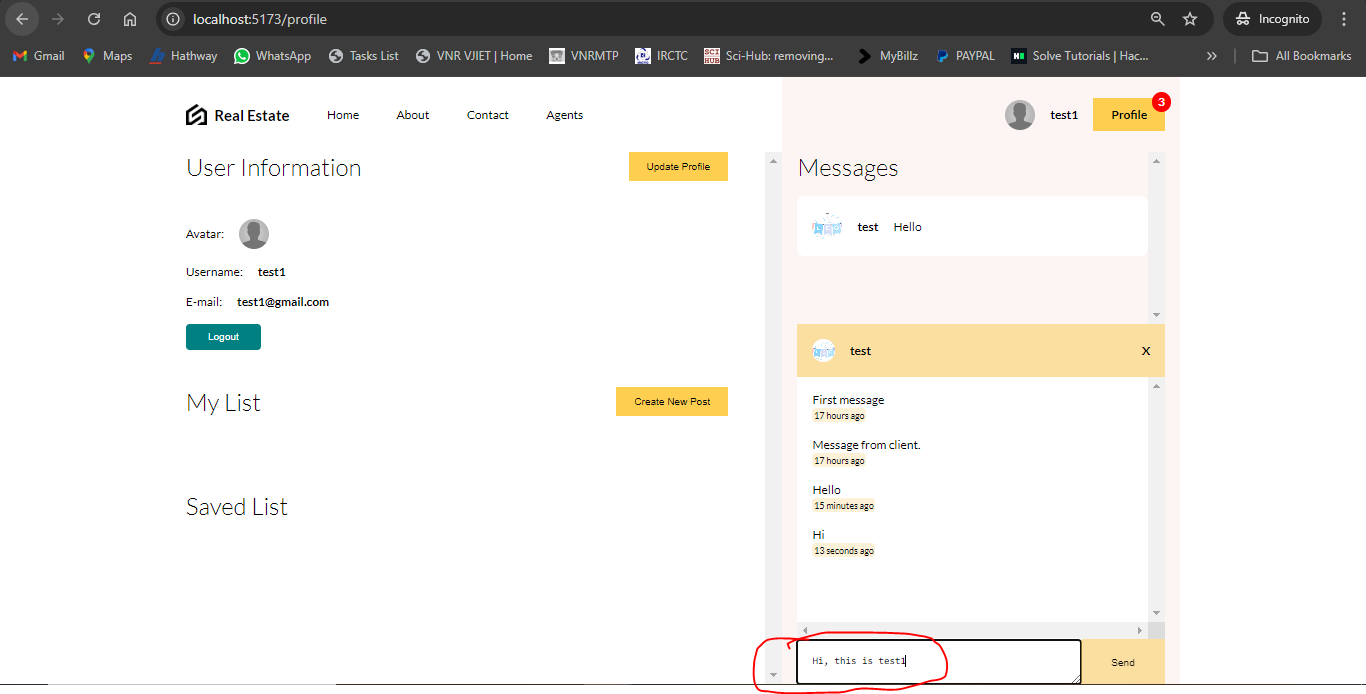 localhost:5173/profile
Incognito
Gmail
Maps
Hathway
WhatsApp
Tasks List
VNR VJIET | Home
VNRMTP
IRCTC
SCI HUB
Sci-Hub: removing...
MyBillz
PAYPAL
Solve Tutorials | Hac...
»
All Bookmarks
Real Estate
Home
About
Contact
Agents
test1
Profile
3
User Information
Update Profile
Avatar:
Username: test1
E-mail: test1@gmail.com
Logout
My List
Create New Post
Saved List
Messages
test Hello
test
X
First message
17 hours ago
Message from client.
17 hours ago
Hello
15 minutes ago
Hi
13 seconds ago
Hi, this is test1
Send